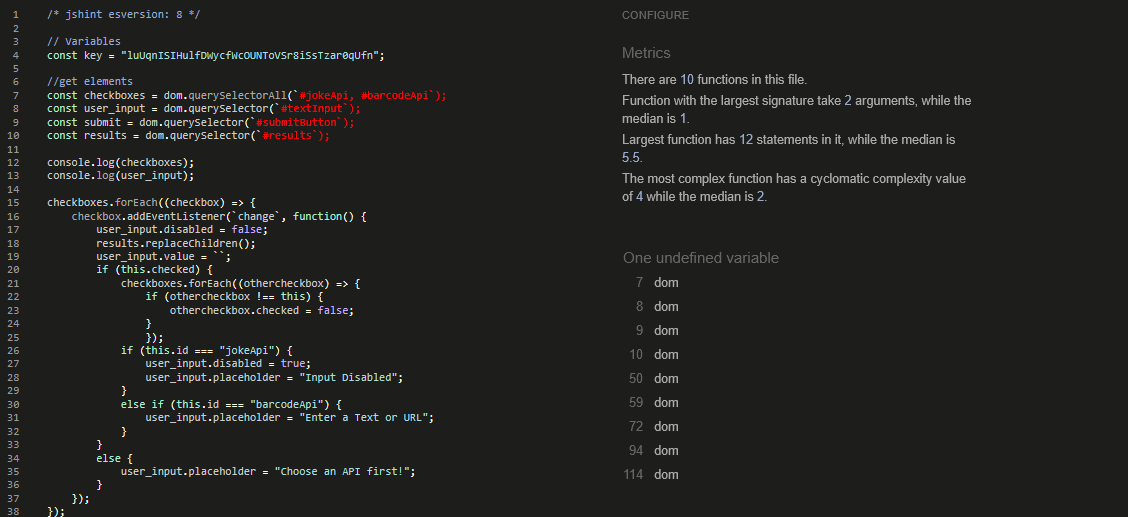 1 /* jshint esversion: 8 */
2
3 // Variables
4 const key = "luUqnISIHulfDWycfWcOUNToVSr8iSsTzar0qUfn";
5
6 //get elements
7 const checkboxes = dom.querySelectorAll(`#jokeApi, #barcodeApi`);
8 const user_input = dom.querySelector(`#textInput`);
9 const submit = dom.querySelector(`#submitButton`);
10 const results = dom.querySelector(`#results`);
11
12 console.log(checkboxes);
13 console.log(user_input);
14
15 checkboxes.forEach((checkbox) => {
16 checkbox.addEventListener(`change`, function() {
17 user_input.disabled = false;
18 results.replaceChildren();
19 user_input.value = ``;
20 if (this.checked) {
21 checkboxes.forEach((othercheckbox) => {
22 if (othercheckbox !== this) {
23 othercheckbox.checked = false;
24 }
25 });
26 if (this.id === "jokeApi") {
27 user_input.disabled = true;
28 user_input.placeholder = "Input Disabled";
29 }
30 else if (this.id === "barcodeApi") {
31 user_input.placeholder = "Enter a Text or URL";
32 }
33 }
34 else {
35 user_input.placeholder = "Choose an API first!";
36 }
37 });
38 });
CONFIGURE
Metrics
There are 10 functions in this file.
Function with the largest signature take 2 arguments, while the
median is 1.
Largest function has 12 statements in it, while the median is
5.5.
The most complex function has a cyclomatic complexity value
of 4 while the median is 2.
One undefined variable
7 dom
8 dom
9 dom
10 dom
50 dom
59 dom
72 dom
94 dom
114 dom